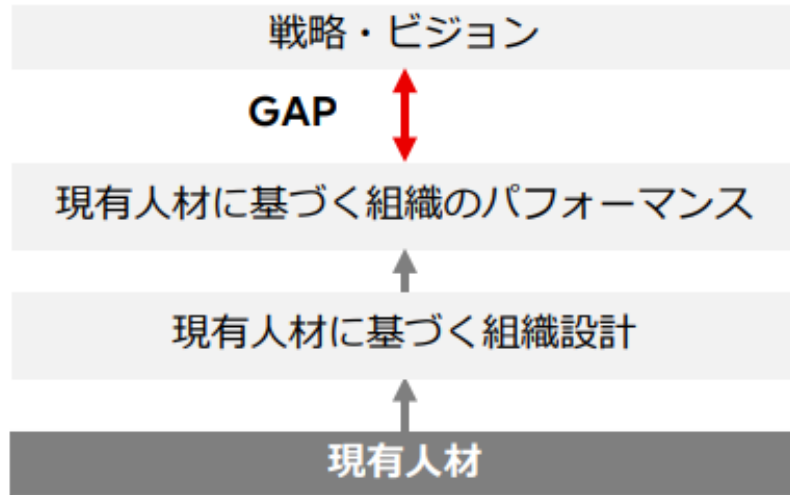 戦略・ビジョン
GAP
現有人材に基づく組織のパフォーマンス
現有人材に基づく組織設計
現有人材